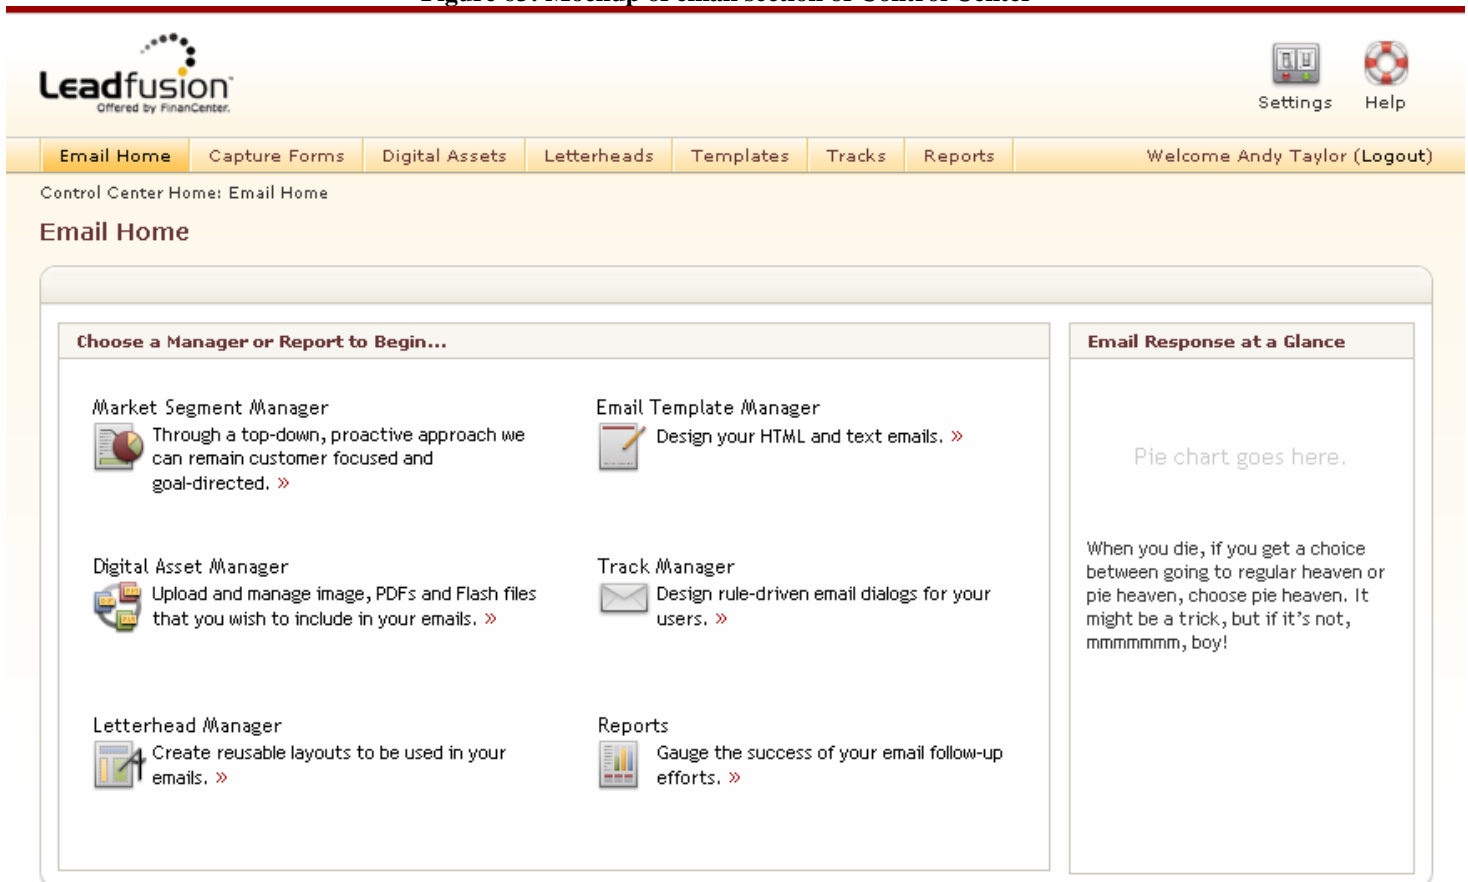 Leadfusion
Offered by FinanCenter.
Settings
Help
Email Home
Capture Forms
Digital Assets
Letterheads
Templates
Tracks
Reports
Welcome Andy Taylor (Logout)
Control Center Home: Email Home
Email Home
Choose a Manager or Report to Begin...
Market Segment Manager
Through a top-down, proactive approach we
can remain customer focused and
goal-directed. »
Email Template Manager
Design your HTML and text emails. »
Digital Asset Manager
Upload and manage image, PDFs and Flash files
that you wish to include in your emails. »
Track Manager
Design rule-driven email dialogs for your
users. »
Letterhead Manager
Create reusable layouts to be used in your
emails. »
Reports
Gauge the success of your email follow-up
efforts. »
Email Response at a Glance
Pie chart goes here.
When you die, if you get a choice
between going to regular heaven or
pie heaven, choose pie heaven. It
might be a trick, but if it's not,
mmmmmmm, boy!